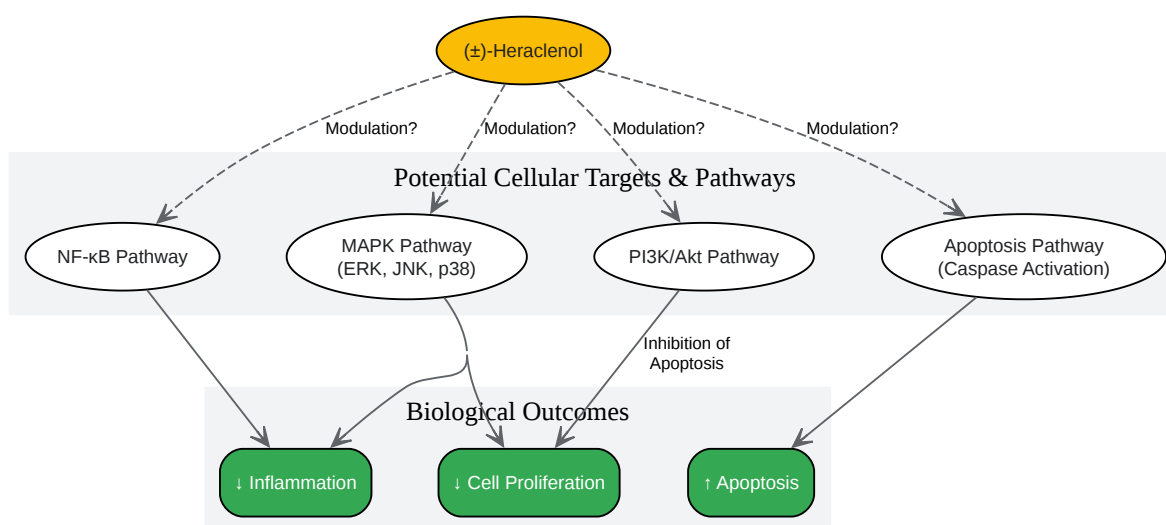 (±)-Heraclenol
Modulation?
Modulation?
Modulation?
Modulation?
Potential Cellular Targets & Pathways
NF-κB Pathway
MAPK Pathway
(ERK, JNK, p38)
PI3K/Akt Pathway
Apoptosis Pathway
(Caspase Activation)
Inhibition of
Apoptosis
Biological Outcomes
↓ Inflammation
↓ Cell Proliferation
↑ Apoptosis